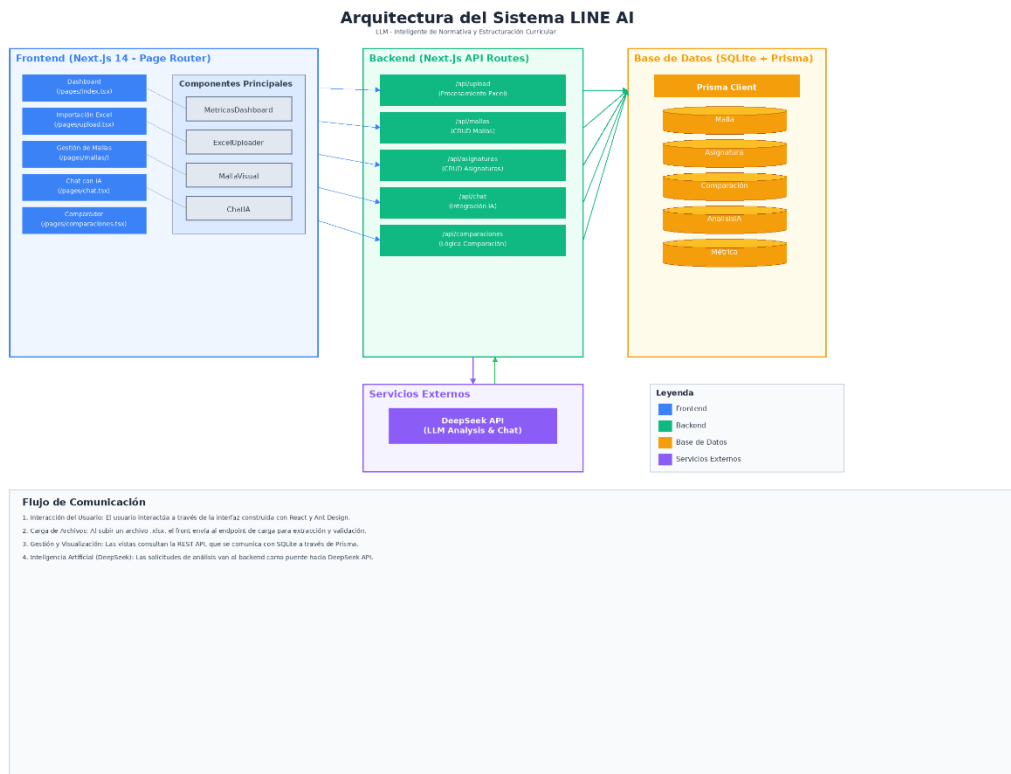 Arquitectura del Sistema LINE AI
LLM - Inteligente de Normativa y Estructuración Curricular
Frontend (Next.js 14 - Page Router)
Dashboard
(/pages/index.tsx)
Importación Excel
(/pages/upload.tsx)
Gestión de Mallas
(/pages/mallas/)
Chat con IA
(/pages/chat.tsx)
Comparador
(/pages/comparaciones.tsx)
Componentes Principales
MetricasDashboard
ExcelUploader
MallaVisual
ChatIA
Backend (Next.js API Routes)
/api/upload
(Procesamiento Excel)
/api/mallas
(CRUD Mallas)
/api/asignaturas
(CRUD Asignaturas)
/api/chat
(Integración IA)
/api/comparaciones
(Lógica Comparación)
Base de Datos (SQLite + Prisma)
Prisma Client
Malla
Asignatura
Comparación
AnalisisIA
Métrica
Servicios Externos
DeepSeek API
(LLM Analysis & Chat)
Leyenda
Frontend
Backend
Base de Datos
Servicios Externos
Flujo de Comunicación
1. Interacción del Usuario: El usuario interactúa a través de la interfaz construida con React y Ant Design.
2. Carga de Archivos: Al subir un archivo .xlsx, el front envía al endpoint de carga para extracción y validación.
3. Gestión y Visualización: Las vistas consultan la REST API, que se comunica con SQLite a través de Prisma.
4. Inteligencia Artificial (DeepSeek): Las solicitudes de análisis van al backend como puente hacia DeepSeek API.